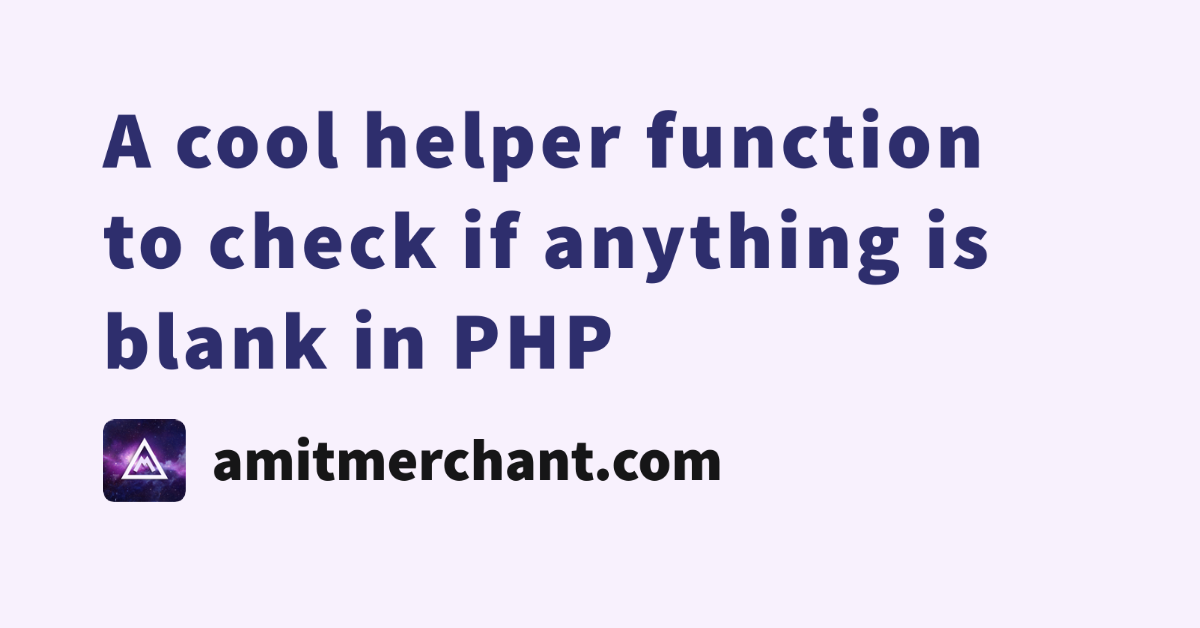 A cool helper function
to check if anything is
blank in PHP
amitmerchant.com